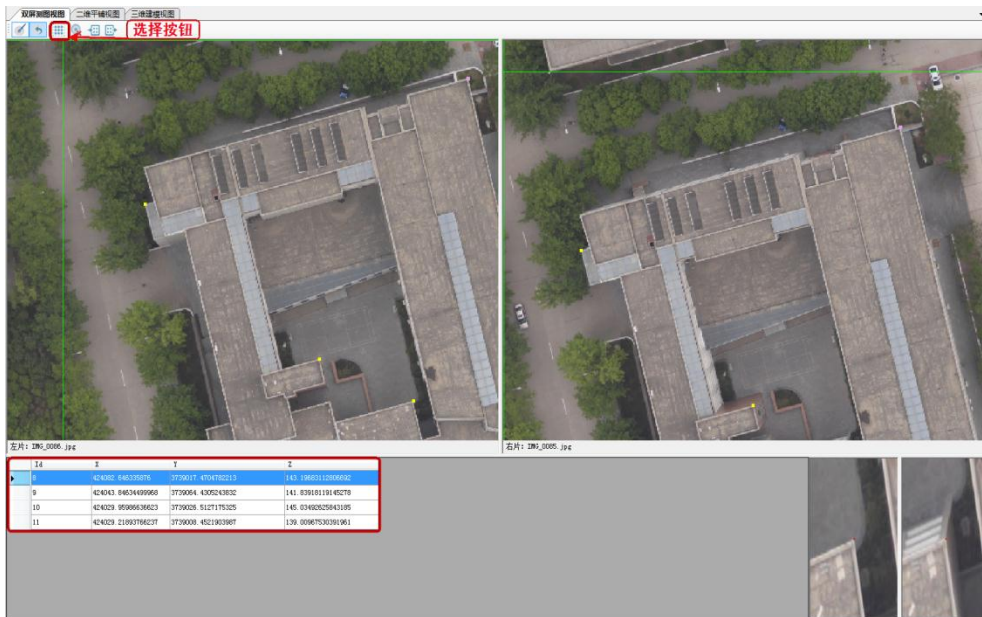 双屏测图视图 二维平铺视图 三维建模视图
选择按钮
左片: IMG_0086.jpg
右片: IMG_0085.jpg
Id X Y Z
8 424082.846335876 3739017.4704782213 143.19683112806692
9 424043.84634499968 3739064.4305243832 141.83918119145278
10 424029.95986636623 3739026.5127175325 145.03492625843185
11 424029.21893766237 3739008.4521903987 139.00967530391961